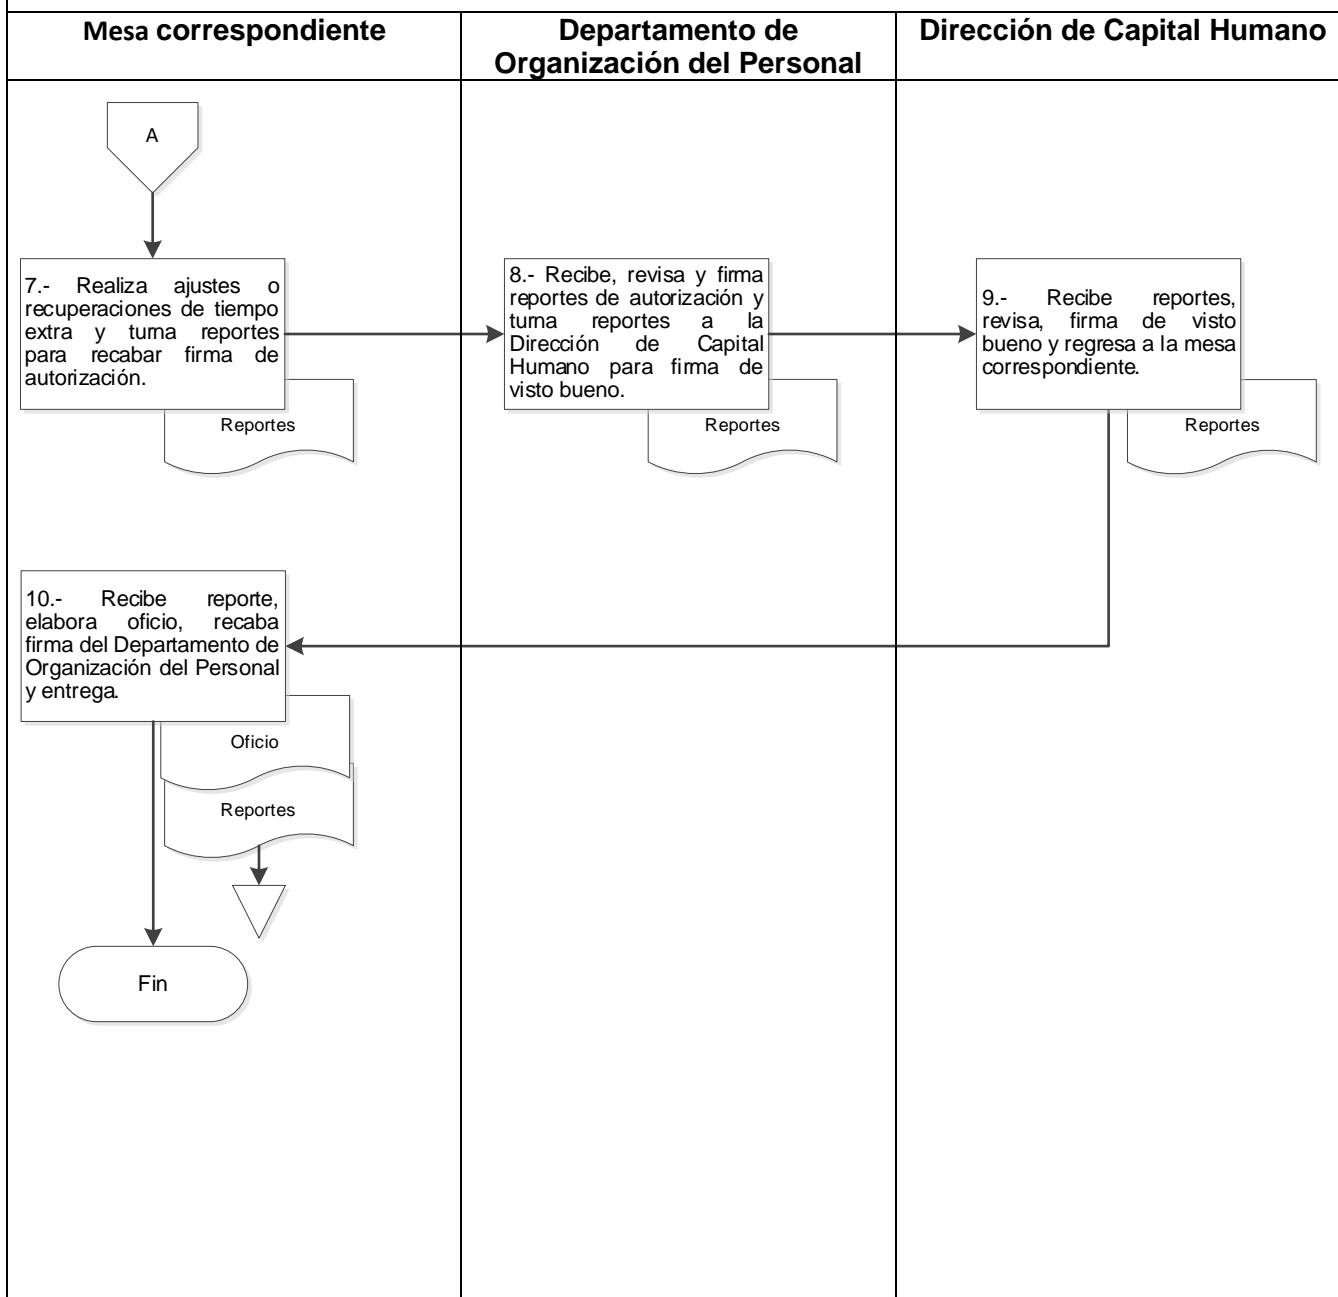 Mesa correspondiente
Departamento de
Organización del Personal
Dirección de Capital Humano
A
7.- Realiza ajustes o
recuperaciones de tiempo
extra y turna reportes
para recabar firma de
autorización.
Reportes
8.- Recibe, revisa y firma
reportes de autorización y
turna reportes a la
Dirección de Capital
Humano para firma de
visto bueno.
Reportes
9.- Recibe reportes,
revisa, firma de visto
bueno y regresa a la mesa
correspondiente.
Reportes
10.- Recibe reporte,
elabora oficio, recaba
firma del Departamento de
Organización del Personal
y entrega.
Oficio
Reportes
Fin